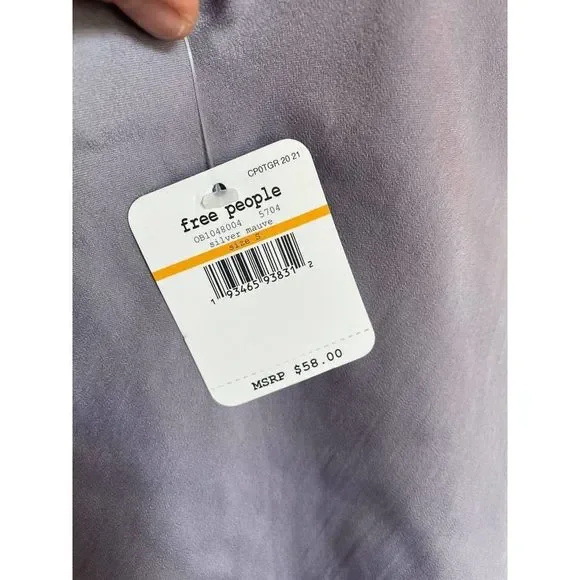 CP0TGR 20 21
free people
OB1048004 5704
silver mauve
size S
1 93465 93831 2
MSRP $58.00